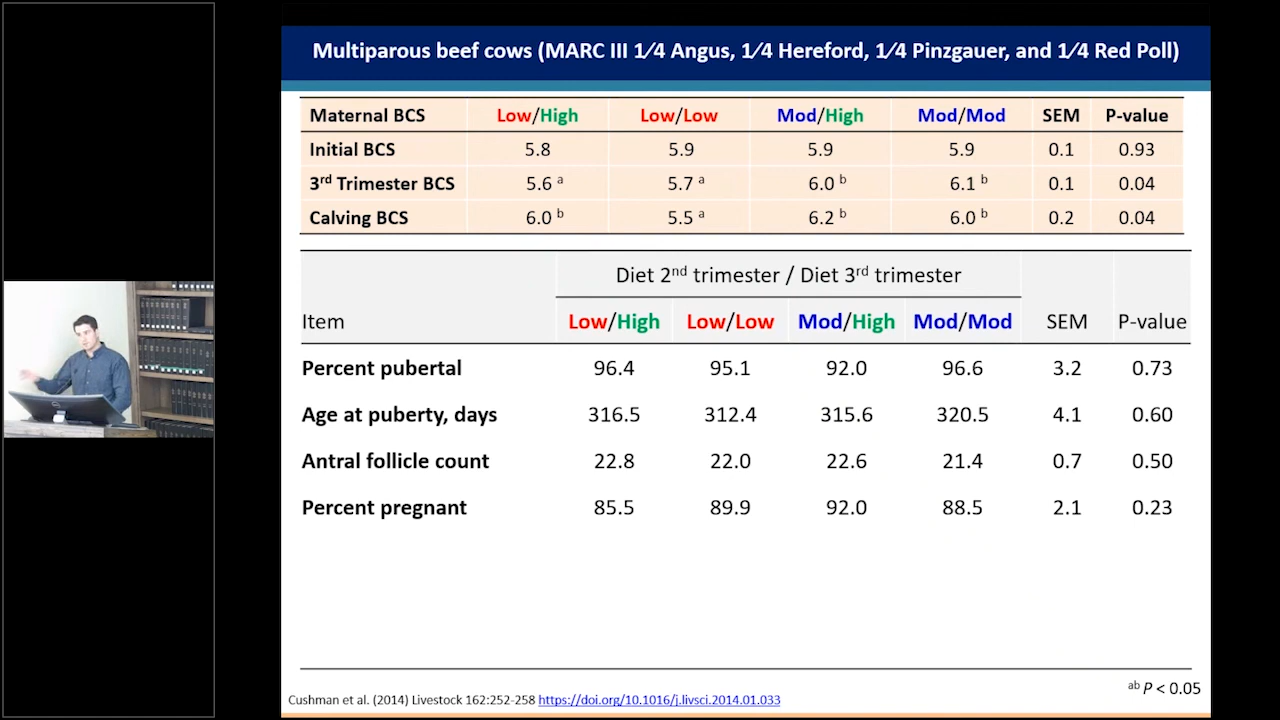 Multiparous beef cows (MARC III 1⁄4 Angus, 1⁄4 Hereford, 1⁄4 Pinzgauer, and 1⁄4 Red Poll)
Maternal BCS Low/High Low/Low Mod/High Mod/Mod SEM P-value
Initial BCS 5.8 5.9 5.9 5.9 0.1 0.93
3rd Trimester BCS 5.6 a 5.7 a 6.0 b 6.1 b 0.1 0.04
Calving BCS 6.0 b 5.5 a 6.2 b 6.0 b 0.2 0.04
Diet 2nd trimester / Diet 3rd trimester
Item Low/High Low/Low Mod/High Mod/Mod SEM P-value
Percent pubertal 96.4 95.1 92.0 96.6 3.2 0.73
Age at puberty, days 316.5 312.4 315.6 320.5 4.1 0.60
Antral follicle count 22.8 22.0 22.6 21.4 0.7 0.50
Percent pregnant 85.5 89.9 92.0 88.5 2.1 0.23
ab P < 0.05
Cushman et al. (2014) Livestock 162:252-258 https://doi.org/10.1016/j.livsci.2014.01.033